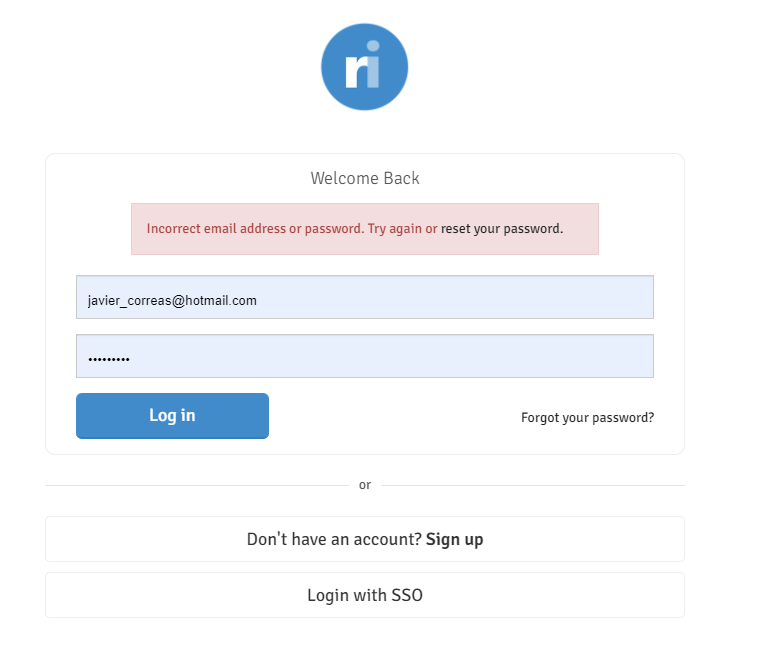 ri
Welcome Back
Incorrect email address or password. Try again or reset your password.
javier_correas@hotmail.com
•••••••••
Log in
Forgot your password?
or
Don't have an account? Sign up
Login with SSO